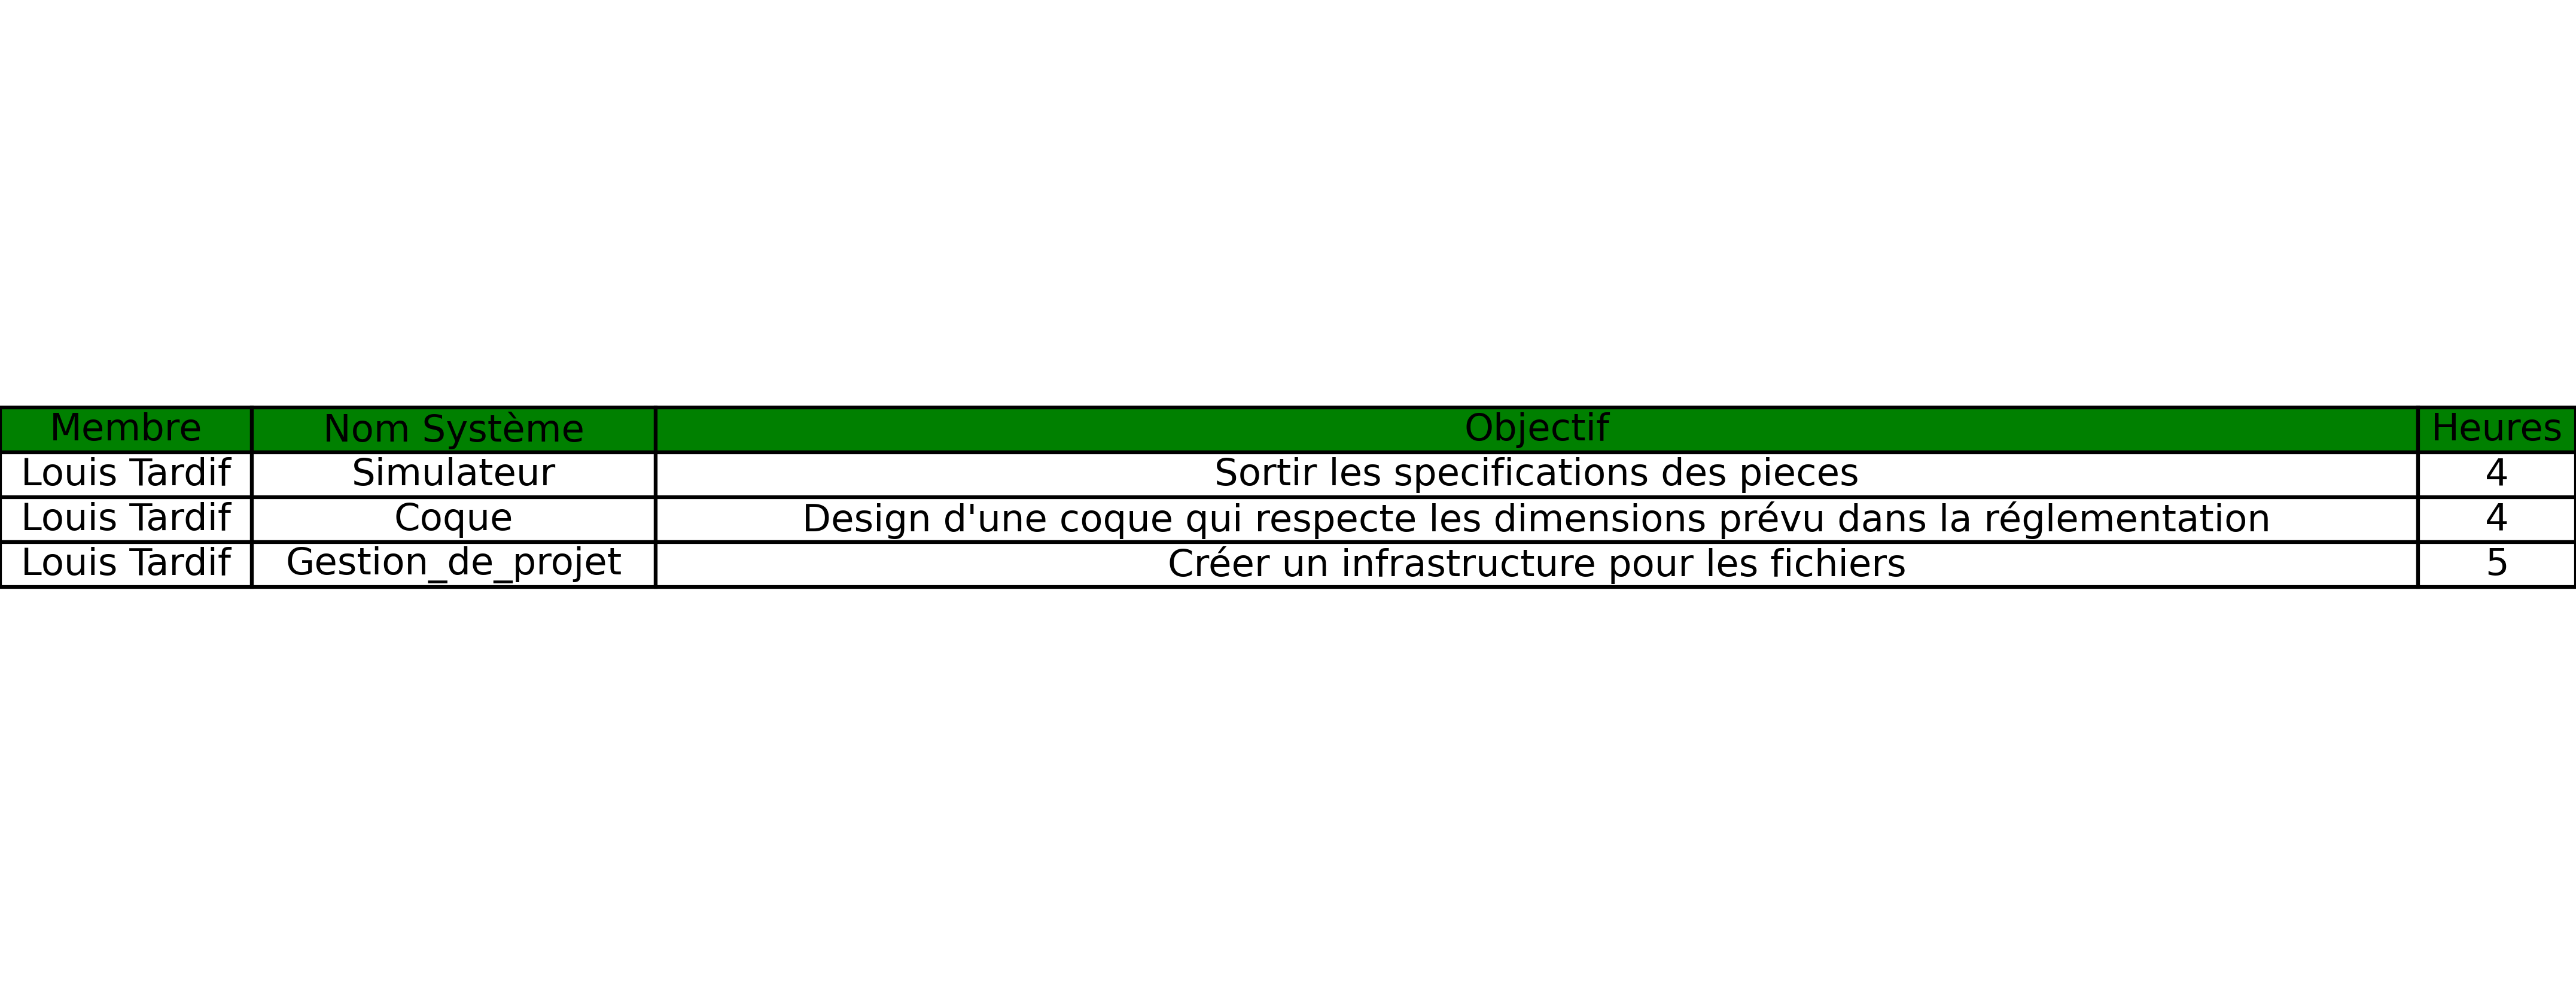 Membre Nom Système Objectif Heures
Louis Tardif Simulateur Sortir les specifications des pieces 4
Louis Tardif Coque Design d'une coque qui respecte les dimensions prévu dans la réglementation 4
Louis Tardif Gestion_de_projet Créer un infrastructure pour les fichiers 5